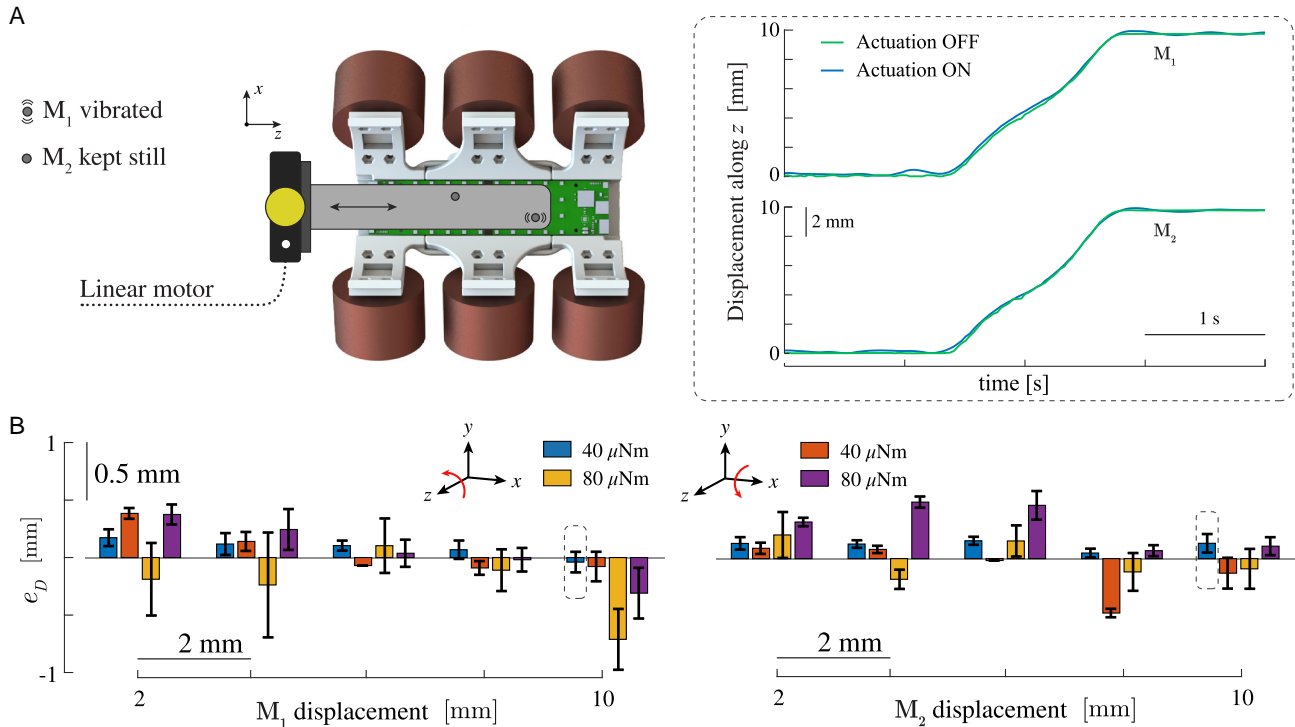 A
x
z
M₁ vibrated
M₂ kept still
Linear motor
Displacement along z [mm]
10
0
Actuation OFF
Actuation ON
M₁
10
0
2 mm
M₂
1 s
time [s]
B
1
-1
e_D [mm]
0.5 mm
y
z
x
40 μNm
80 μNm
2 mm
2
10
M₁ displacement [mm]
y
z
x
40 μNm
80 μNm
2 mm
2
10
M₂ displacement [mm]